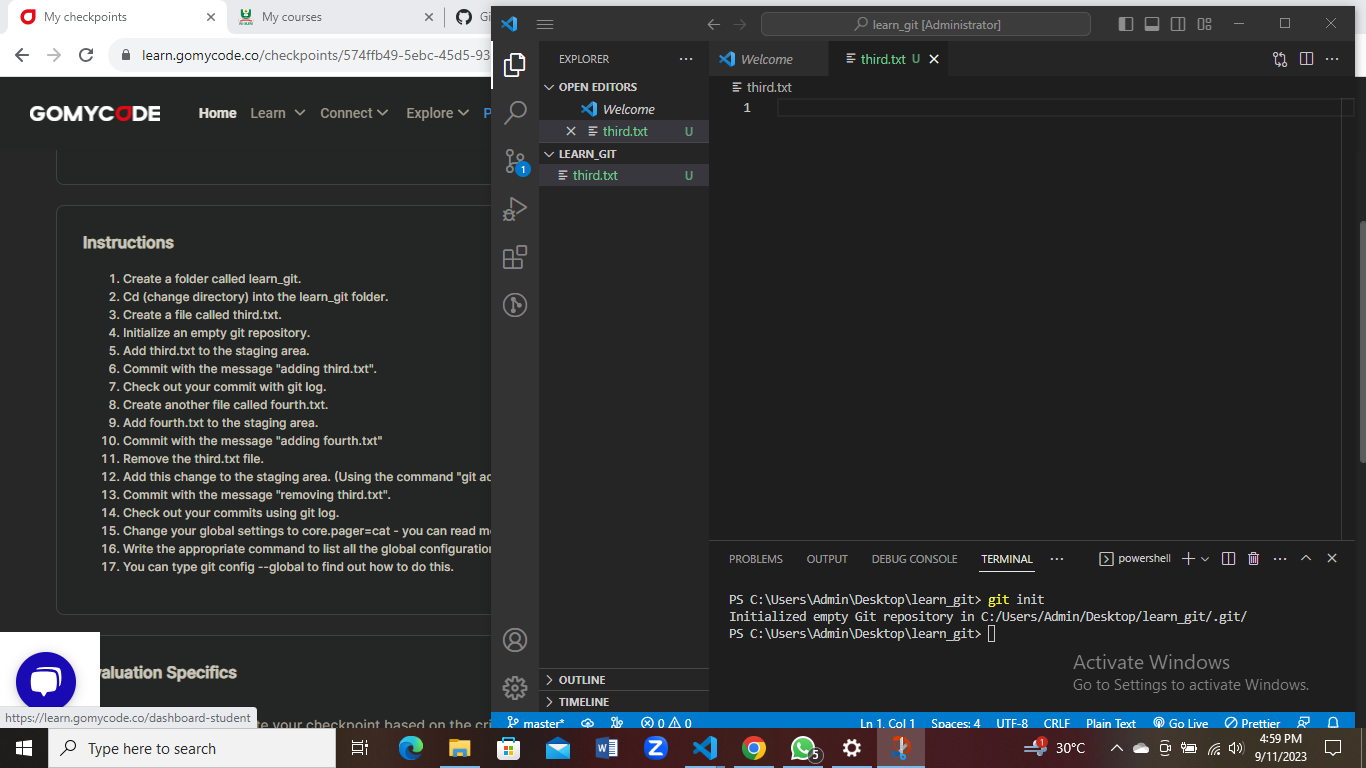 My checkpoints
My courses
learn.gomycode.co/checkpoints/574ffb49-5ebc-45d5-93
GOMYCODE
Home Learn Connect Explore
Instructions
1. Create a folder called learn_git.
2. Cd (change directory) into the learn_git folder.
3. Create a file called third.txt.
4. Initialize an empty git repository.
5. Add third.txt to the staging area.
6. Commit with the message "adding third.txt".
7. Check out your commit with git log.
8. Create another file called fourth.txt.
9. Add fourth.txt to the staging area.
10. Commit with the message "adding fourth.txt"
11. Remove the third.txt file.
12. Add this change to the staging area. (Using the command "git ad
13. Commit with the message "removing third.txt".
14. Check out your commits using git log.
15. Change your global settings to core.pager=cat - you can read m
16. Write the appropriate command to list all the global configuration
17. You can type git config --global to find out how to do this.
valuation Specifics
https://learn.gomycode.co/dashboard-student
te your checkpoint based on the cri
learn_git [Administrator]
EXPLORER
OPEN EDITORS
Welcome
third.txt U
LEARN_GIT
third.txt U
OUTLINE
TIMELINE
Welcome
third.txt U
third.txt
1
PROBLEMS OUTPUT DEBUG CONSOLE TERMINAL
powershell
PS C:\Users\Admin\Desktop\learn_git> git init
Initialized empty Git repository in C:/Users/Admin/Desktop/learn_git/.git/
PS C:\Users\Admin\Desktop\learn_git>
Activate Windows
Go to Settings to activate Windows.
master* 0 0 Ln 1, Col 1 Spaces: 4 UTF-8 CRLF Plain Text Go Live Prettier
Type here to search
5
1
30°C
4:59 PM
9/11/2023